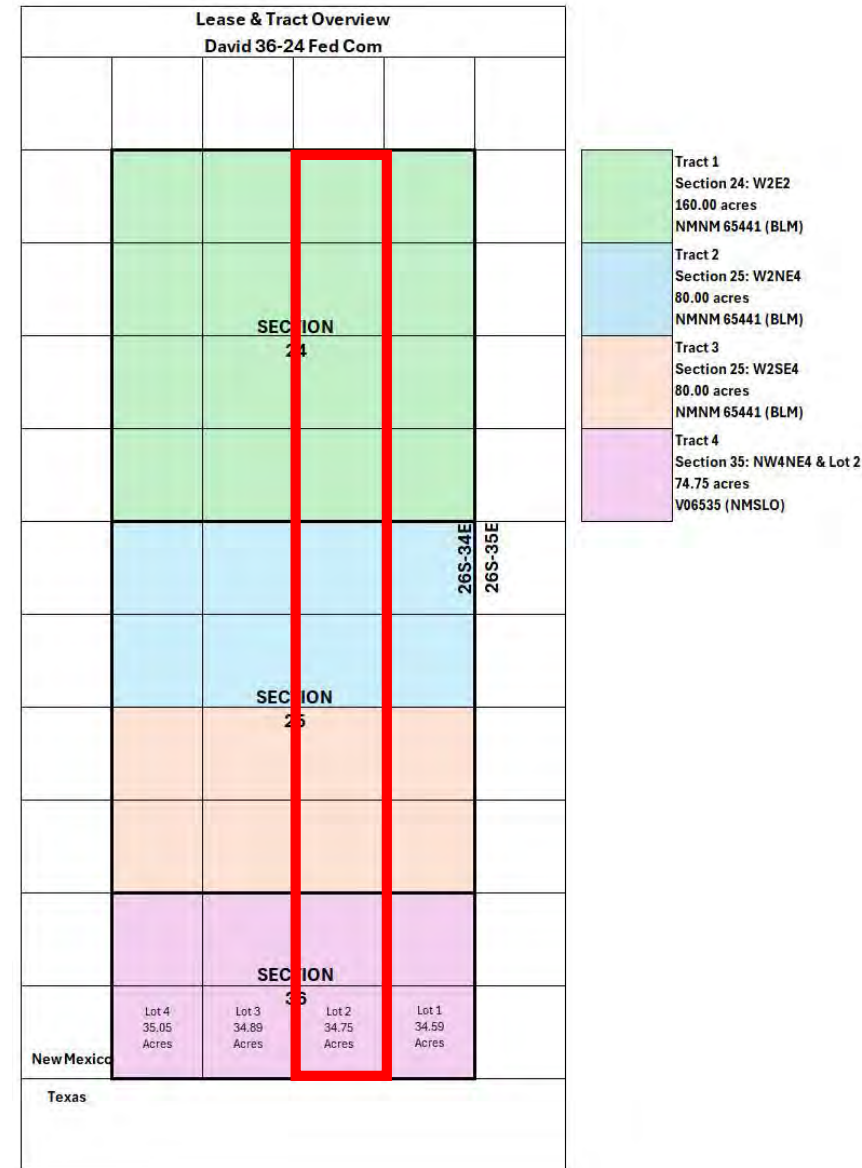 Lease & Tract Overview
David 36-24 Fed Com
Tract 1
Section 24: W2E2
160.00 acres
NMNM 65441 (BLM)
Tract 2
Section 25: W2NE4
80.00 acres
NMNM 65441 (BLM)
Tract 3
Section 25: W2SE4
80.00 acres
NMNM 65441 (BLM)
Tract 4
Section 35: NW4NE4 & Lot 2
74.75 acres
V06535 (NMSLO)
SECTION
24
26S-34E
26S-35E
SECTION
25
SECTION
36
Lot 4
35.05
Acres
Lot 3
34.89
Acres
Lot 2
34.75
Acres
Lot 1
34.59
Acres
New Mexico
Texas